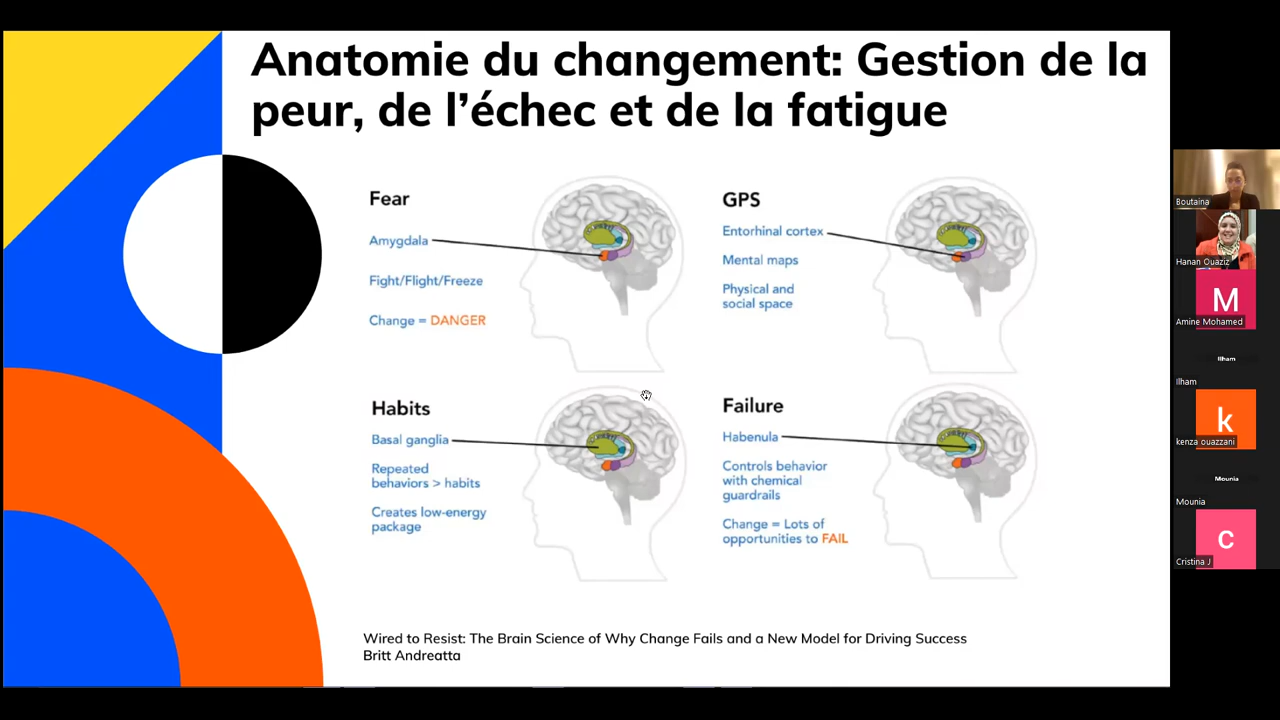 Anatomie du changement: Gestion de la
peur, de l’échec et de la fatigue
Fear
Amygdala
Fight/Flight/Freeze
Change = DANGER
GPS
Entorhinal cortex
Mental maps
Physical and
social space
Habits
Basal ganglia
Repeated
behaviors > habits
Creates low-energy
package
Failure
Habenula
Controls behavior
with chemical
guardrails
Change = Lots of
opportunities to FAIL
Wired to Resist: The Brain Science of Why Change Fails and a New Model for Driving Success
Britt Andreatta
Boutaina
Hanan Ouaziz
M
Amine Mohamed
Ilham
Ilham
k
kenza ouazzani
Mounia
Mounia
C
Cristina J